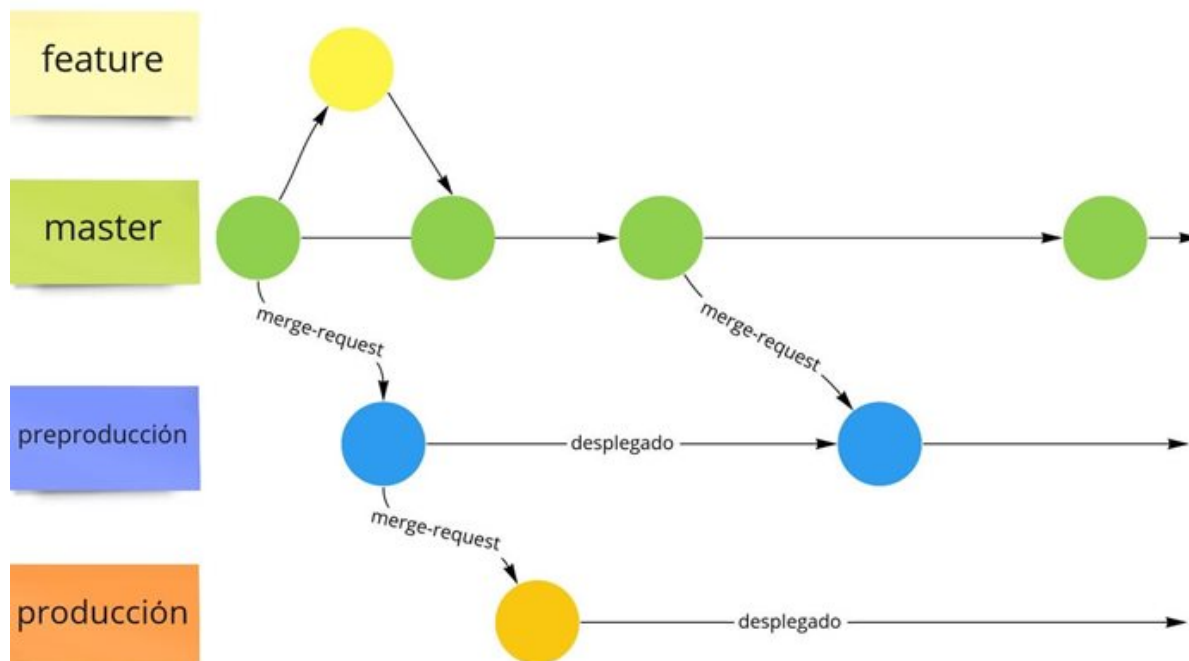 feature
master
merge-request
merge-request
preproducción
desplegado
merge-request
producción
desplegado